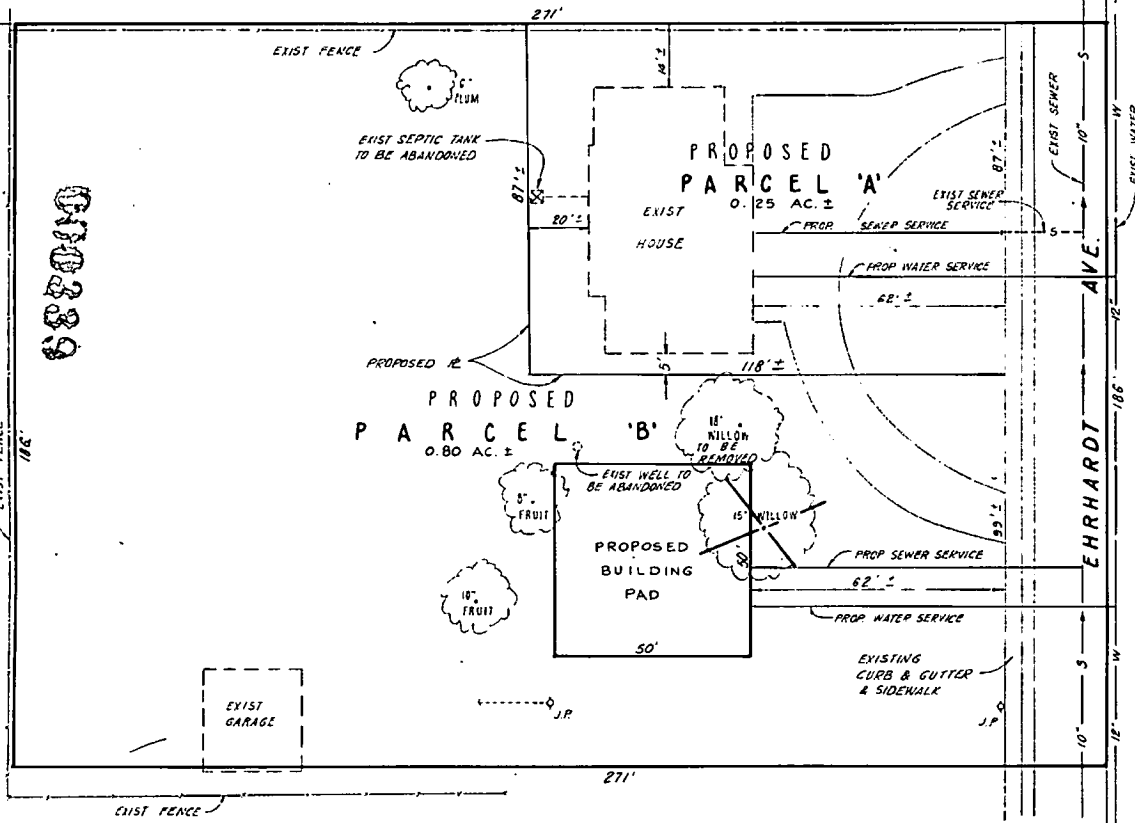 271'
EXIST FENCE
6"
PLUM
EXIST SEPTIC TANK
TO BE ABANDONED
87' ±
20' ±
14' ±
PROPOSED
PARCEL 'A'
0.25 AC. ±
EXIST
HOUSE
PROP. SEWER SERVICE
PROP WATER SERVICE
62' ±
87' ±
EXIST SEWER
SERVICE
S
EXIST SEWER
10"
S
W
EXIST WATER
EHRHARDT AVE.
12"
186'
PROPOSED PL
5'
118' ±
PROPOSED
PARCEL 'B'
0.80 AC. ±
EXIST WELL TO
BE ABANDONED
18"
WILLOW
TO BE
REMOVED
15" WILLOW
8"
FRUIT
10"
FRUIT
PROPOSED
BUILDING
PAD
50'
50'
99' ±
PROP SEWER SERVICE
62' ±
PROP. WATER SERVICE
EXISTING
CURB & GUTTER
& SIDEWALK
J.P.
J.P.
EXIST
GARAGE
186'
271'
EXIST FENCE
10"
S
12"
W